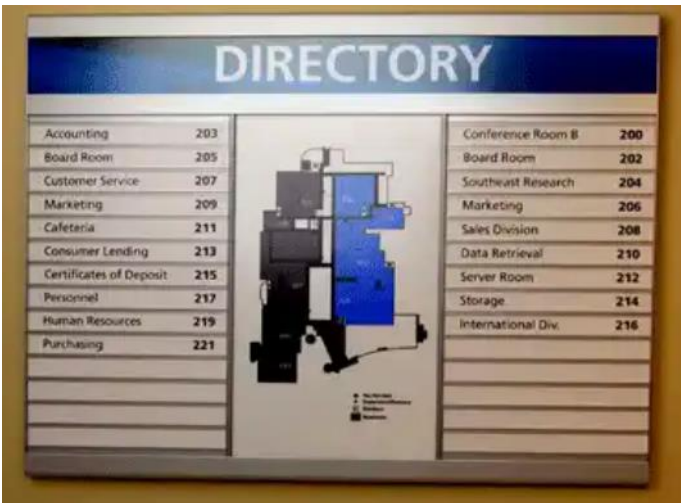 DIRECTORY
Accounting 203
Board Room 205
Customer Service 207
Marketing 209
Cafeteria 211
Consumer Lending 213
Certificates of Deposit 215
Personnel 217
Human Resources 219
Purchasing 221
Conference Room B 200
Board Room 202
Southeast Research 204
Marketing 206
Sales Division 208
Data Retrieval 210
Server Room 212
Storage 214
International Div. 216